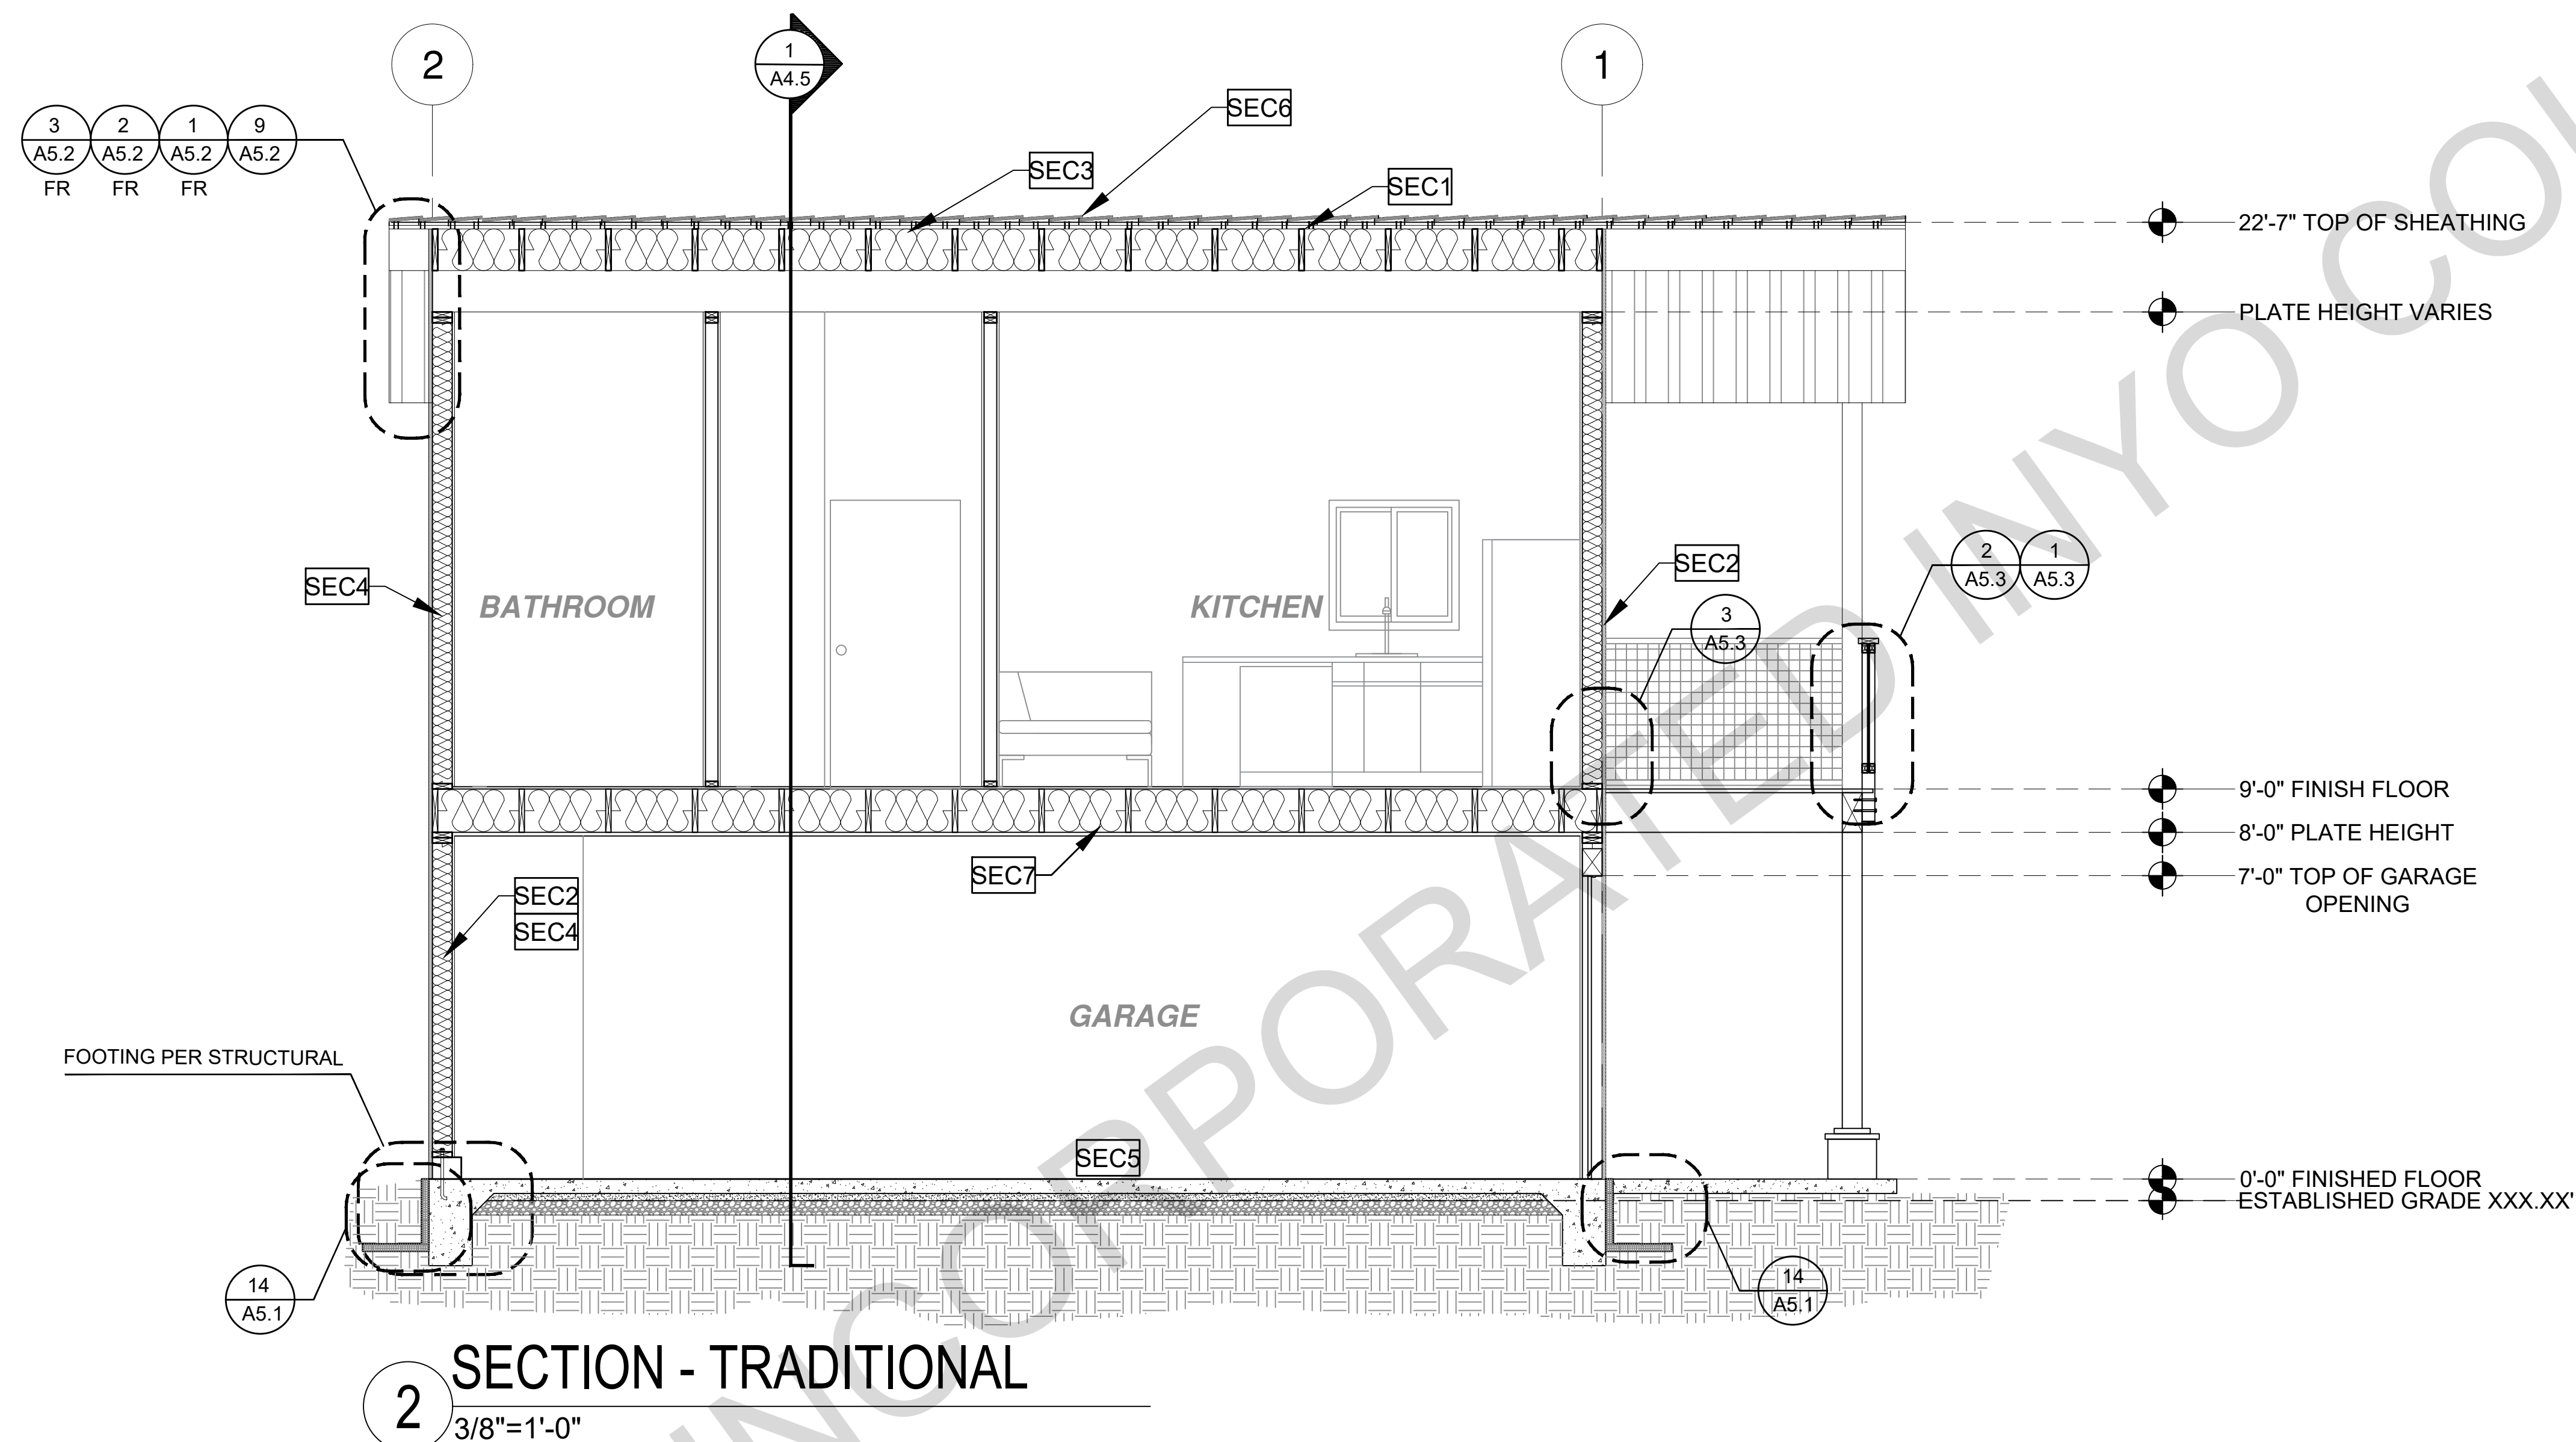 2
1
A4.5
1
3
A5.2
FR
2
A5.2
FR
1
A5.2
FR
9
A5.2
SEC6
SEC3
SEC1
22'-7" TOP OF SHEATHING
PLATE HEIGHT VARIES
SEC4
BATHROOM
KITCHEN
SEC2
3
A5.3
2
A5.3
1
A5.3
9'-0" FINISH FLOOR
8'-0" PLATE HEIGHT
7'-0" TOP OF GARAGE
OPENING
SEC7
SEC2
SEC4
GARAGE
FOOTING PER STRUCTURAL
SEC5
0'-0" FINISHED FLOOR
ESTABLISHED GRADE XXX.XX'
14
A5.1
14
A5.1
2
SECTION - TRADITIONAL
3/8"=1'-0"
INCORPORATED INYO COU